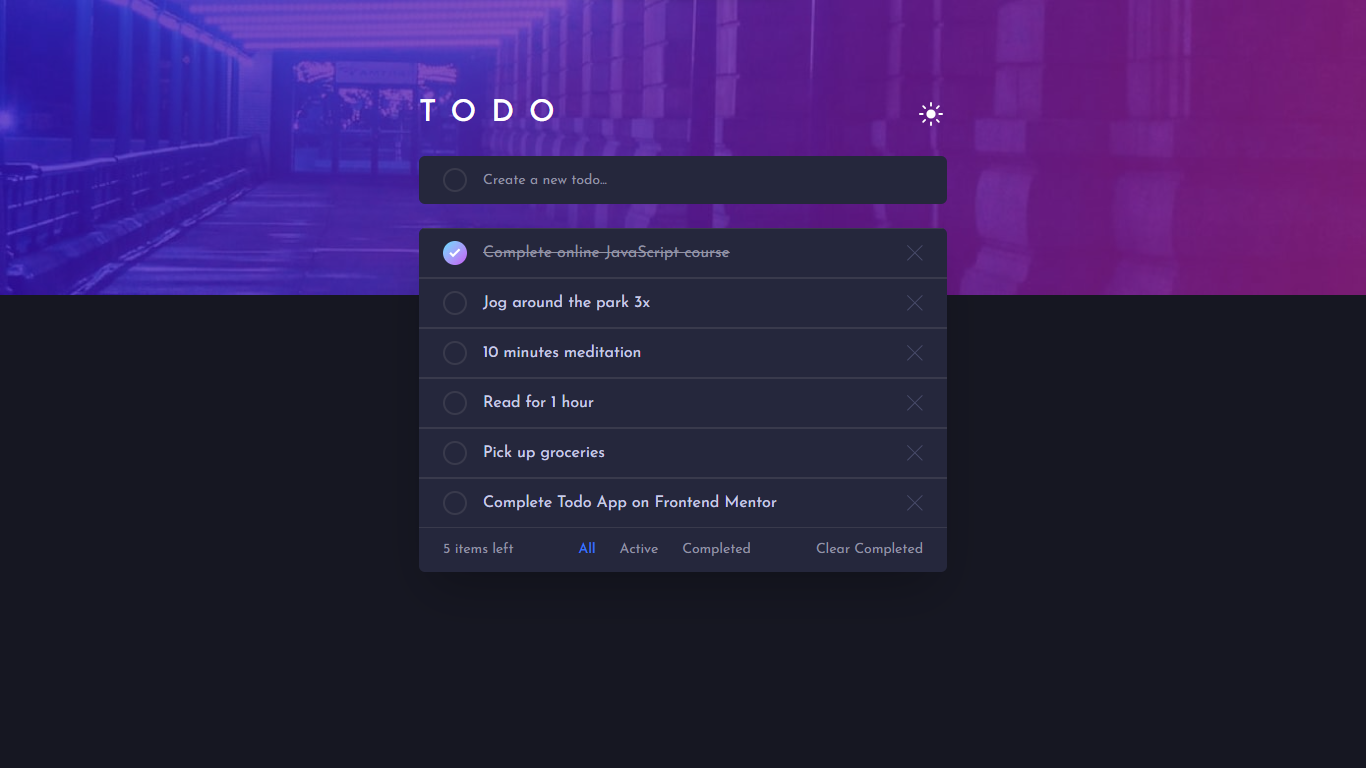 TODO
Create a new todo...
Complete online JavaScript course
Jog around the park 3x
10 minutes meditation
Read for 1 hour
Pick up groceries
Complete Todo App on Frontend Mentor
5 items left All Active Completed Clear Completed